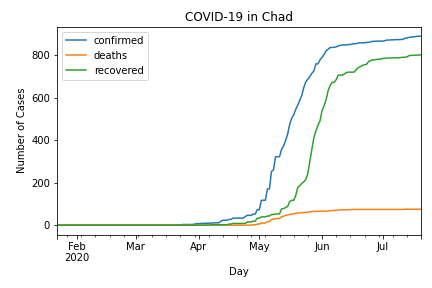 COVID-19 in Chad
confirmed
deaths
recovered
Number of Cases
800
600
400
200
0
Feb
2020
Mar
Apr
May
Jun
Jul
Day